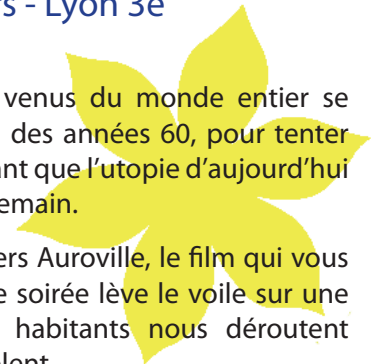 s - Lyon 3e
venus du monde entier se
des années 60, pour tenter
ant que l’utopie d’aujourd’hui
emain.
ers Auroville, le film qui vous
e soirée lève le voile sur une
habitants nous déroutent